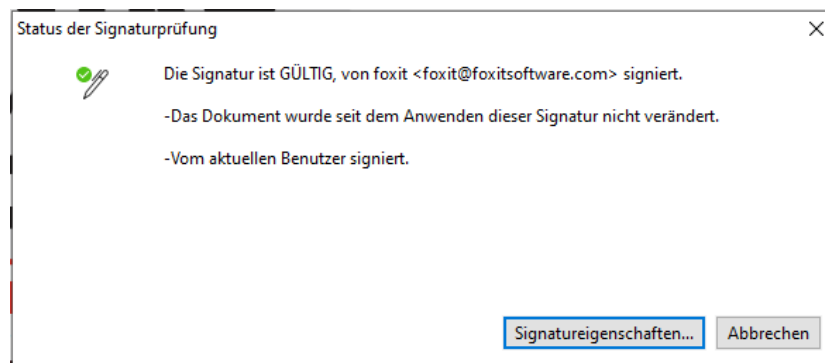 Status der Signaturprüfung
Die Signatur ist GÜLTIG, von foxit <foxit@foxitsoftware.com> signiert.
-Das Dokument wurde seit dem Anwenden dieser Signatur nicht verändert.
-Vom aktuellen Benutzer signiert.
Signatureigenschaften... Abbrechen